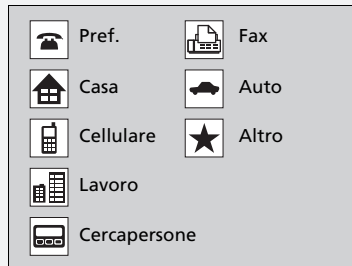 Pref.
Casa
Cellulare
Lavoro
Cercapersone
Fax
Auto
Altro